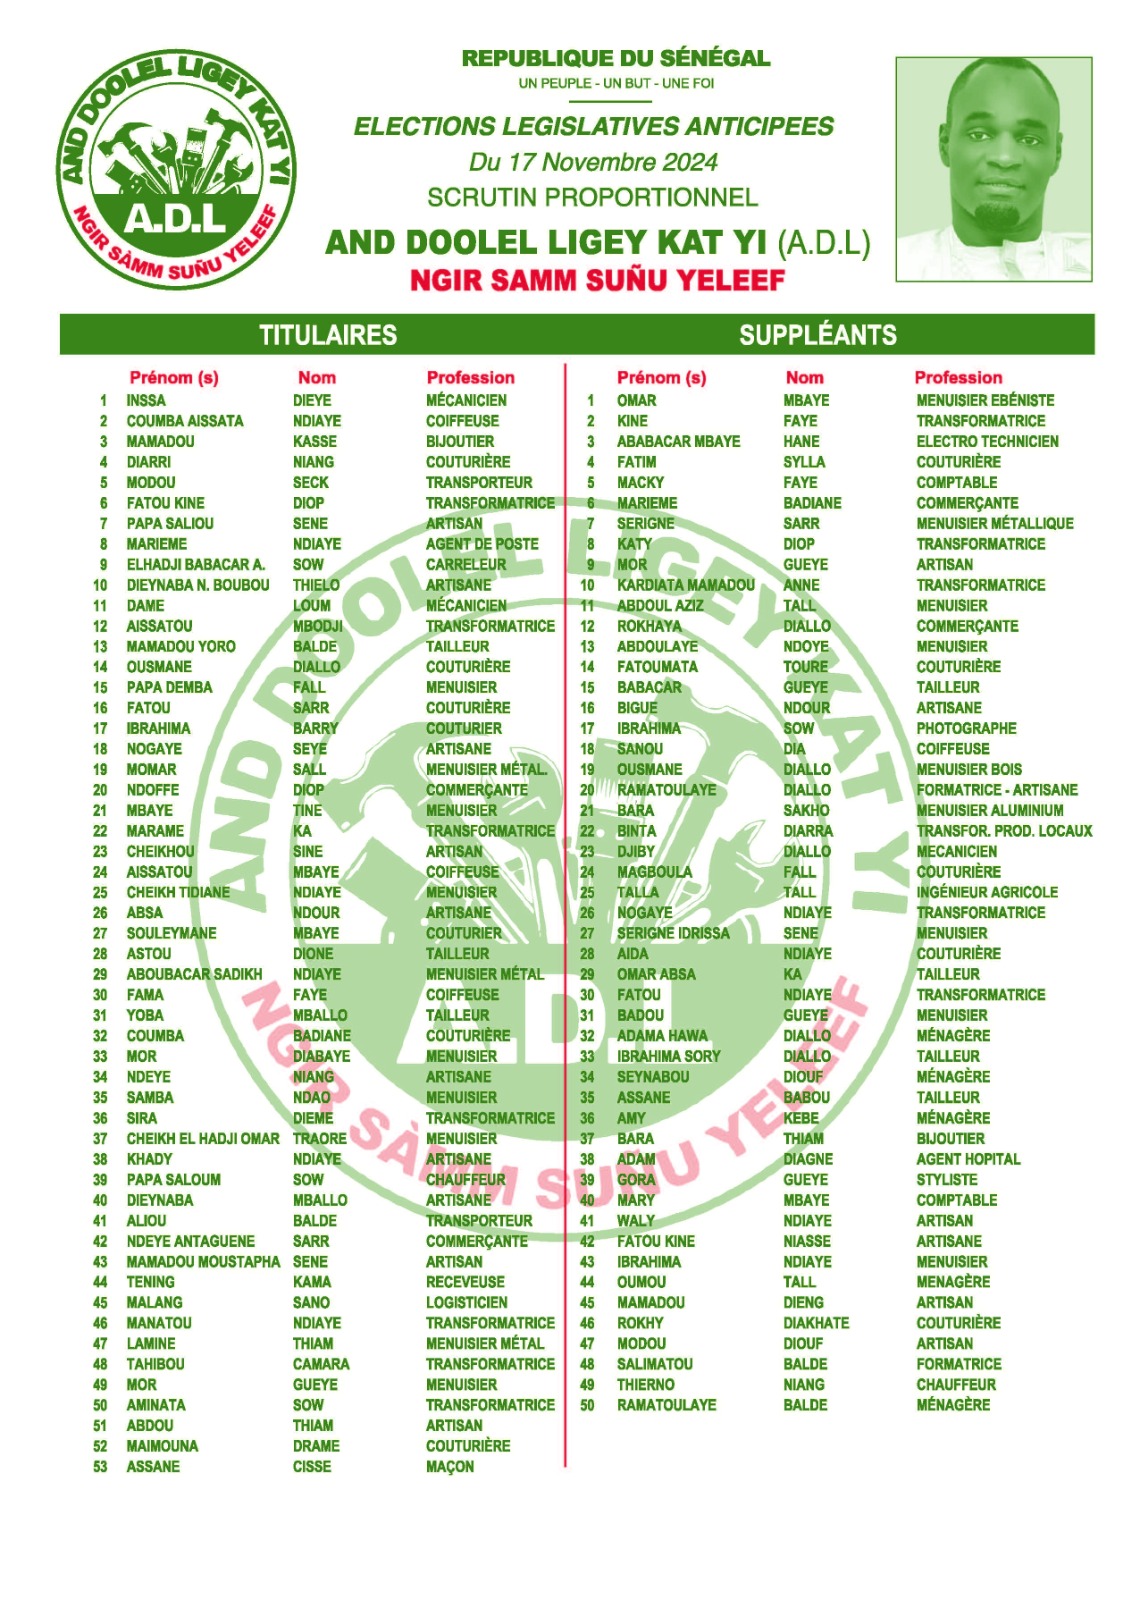 AND DOOLEL LIGEY KAT YI
A.D.L
NGIR SÀMM SUÑU YELEEF
REPUBLIQUE DU SÉNÉGAL
UN PEUPLE - UN BUT - UNE FOI
ELECTIONS LEGISLATIVES ANTICIPEES
Du 17 Novembre 2024
SCRUTIN PROPORTIONNEL
AND DOOLEL LIGEY KAT YI (A.D.L)
NGIR SAMM SUÑU YELEEF
TITULAIRES
Prénom (s) Nom Profession
1 INSSA DIEYE MÉCANICIEN
2 COUMBA AISSATA NDIAYE COIFFEUSE
3 MAMADOU KASSE BIJOUTIER
4 DIARRI NIANG COUTURIÈRE
5 MODOU SECK TRANSPORTEUR
6 FATOU KINE DIOP TRANSFORMATRICE
7 PAPA SALIOU SENE ARTISAN
8 MARIEME NDIAYE AGENT DE POSTE
9 ELHADJI BABACAR A. SOW CARRELEUR
10 DIEYNABA N. BOUBOU THIELO ARTISANE
11 DAME LOUM MÉCANICIEN
12 AISSATOU MBODJI TRANSFORMATRICE
13 MAMADOU YORO BALDE TAILLEUR
14 OUSMANE DIALLO COUTURIÈRE
15 PAPA DEMBA FALL MENUISIER
16 FATOU SARR COUTURIÈRE
17 IBRAHIMA BARRY COUTURIER
18 NOGAYE SEYE ARTISANE
19 MOMAR SALL MENUISIER MÉTAL.
20 NDOFFE DIOP COMMERÇANTE
21 MBAYE TINE MENUISIER
22 MARAME KA TRANSFORMATRICE
23 CHEIKHOU SINE ARTISAN
24 AISSATOU MBAYE COIFFEUSE
25 CHEIKH TIDIANE NDIAYE MENUISIER
26 ABSA NDOUR ARTISANE
27 SOULEYMANE MBAYE COUTURIER
28 ASTOU DIONE TAILLEUR
29 ABOUBACAR SADIKH NDIAYE MENUISIER MÉTAL
30 FAMA FAYE COIFFEUSE
31 YOBA MBALLO TAILLEUR
32 COUMBA BADIANE COUTURIÈRE
33 MOR DIABAYE MENUISIER
34 NDEYE NIANG ARTISANE
35 SAMBA NDAO MENUISIER
36 SIRA DIEME TRANSFORMATRICE
37 CHEIKH EL HADJI OMAR TRAORE MENUISIER
38 KHADY NDIAYE ARTISANE
39 PAPA SALOUM SOW CHAUFFEUR
40 DIEYNABA MBALLO ARTISANE
41 ALIOU BALDE TRANSPORTEUR
42 NDEYE ANTAGUENE SARR COMMERÇANTE
43 MAMADOU MOUSTAPHA SENE ARTISAN
44 TENING KAMA RECEVEUSE
45 MALANG SANO LOGISTICIEN
46 MANATOU NDIAYE TRANSFORMATRICE
47 LAMINE THIAM MENUISIER MÉTAL
48 TAHIBOU CAMARA TRANSFORMATRICE
49 MOR GUEYE MENUISIER
50 AMINATA SOW TRANSFORMATRICE
51 ABDOU THIAM ARTISAN
52 MAIMOUNA DRAME COUTURIÈRE
53 ASSANE CISSE MAÇON
SUPPLÉANTS
Prénom (s) Nom Profession
1 OMAR MBAYE MENUISIER EBÉNISTE
2 KINE FAYE TRANSFORMATRICE
3 ABABACAR MBAYE HANE ELECTRO TECHNICIEN
4 FATIM SYLLA COUTURIÈRE
5 MACKY FAYE COMPTABLE
6 MARIEME BADIANE COMMERÇANTE
7 SERIGNE SARR MENUISIER MÉTALLIQUE
8 KATY DIOP TRANSFORMATRICE
9 MOR GUEYE ARTISAN
10 KARDIATA MAMADOU ANNE TRANSFORMATRICE
11 ABDOUL AZIZ TALL MENUISIER
12 ROKHAYA DIALLO COMMERÇANTE
13 ABDOULAYE NDOYE MENUISIER
14 FATOUMATA TOURE COUTURIÈRE
15 BABACAR GUEYE TAILLEUR
16 BIGUE NDOUR ARTISANE
17 IBRAHIMA SOW PHOTOGRAPHE
18 SANOU DIA COIFFEUSE
19 OUSMANE DIALLO MENUISIER BOIS
20 RAMATOULAYE DIALLO FORMATRICE - ARTISANE
21 BARA SAKHO MENUISIER ALUMINIUM
22 BINTA DIARRA TRANSFOR. PROD. LOCAUX
23 DJIBY DIALLO MECANICIEN
24 MAGBOULA FALL COUTURIÈRE
25 TALLA TALL INGÉNIEUR AGRICOLE
26 NOGAYE NDIAYE TRANSFORMATRICE
27 SERIGNE IDRISSA SENE MENUISIER
28 AIDA NDIAYE COUTURIÈRE
29 OMAR ABSA KA TAILLEUR
30 FATOU NDIAYE TRANSFORMATRICE
31 BADOU GUEYE MENUISIER
32 ADAMA HAWA DIALLO MÉNAGÈRE
33 IBRAHIMA SORY DIALLO TAILLEUR
34 SEYNABOU DIOUF MÉNAGÈRE
35 ASSANE BABOU TAILLEUR
36 AMY KEBE MÉNAGÈRE
37 BARA THIAM BIJOUTIER
38 ADAM DIAGNE AGENT HOPITAL
39 GORA GUEYE STYLISTE
40 MARY MBAYE COMPTABLE
41 WALY NDIAYE ARTISAN
42 FATOU KINE NIASSE ARTISANE
43 IBRAHIMA NDIAYE MENUISIER
44 OUMOU TALL MENAGÈRE
45 MAMADOU DIENG ARTISAN
46 ROKHY DIAKHATE COUTURIÈRE
47 MODOU DIOUF ARTISAN
48 SALIMATOU BALDE FORMATRICE
49 THIERNO NIANG CHAUFFEUR
50 RAMATOULAYE BALDE MÉNAGÈRE
AND DOOLEL LIGEY KAT YI
A.D.L
NGIR SÀMM SUÑU YELEEF